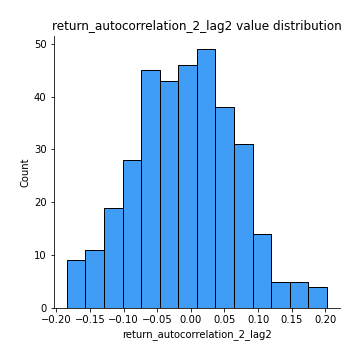 return_autocorrelation_2_lag2 value distribution
50
40
30
20
10
0
Count
−0.20 −0.15 −0.10 −0.05 0.00 0.05 0.10 0.15 0.20
return_autocorrelation_2_lag2